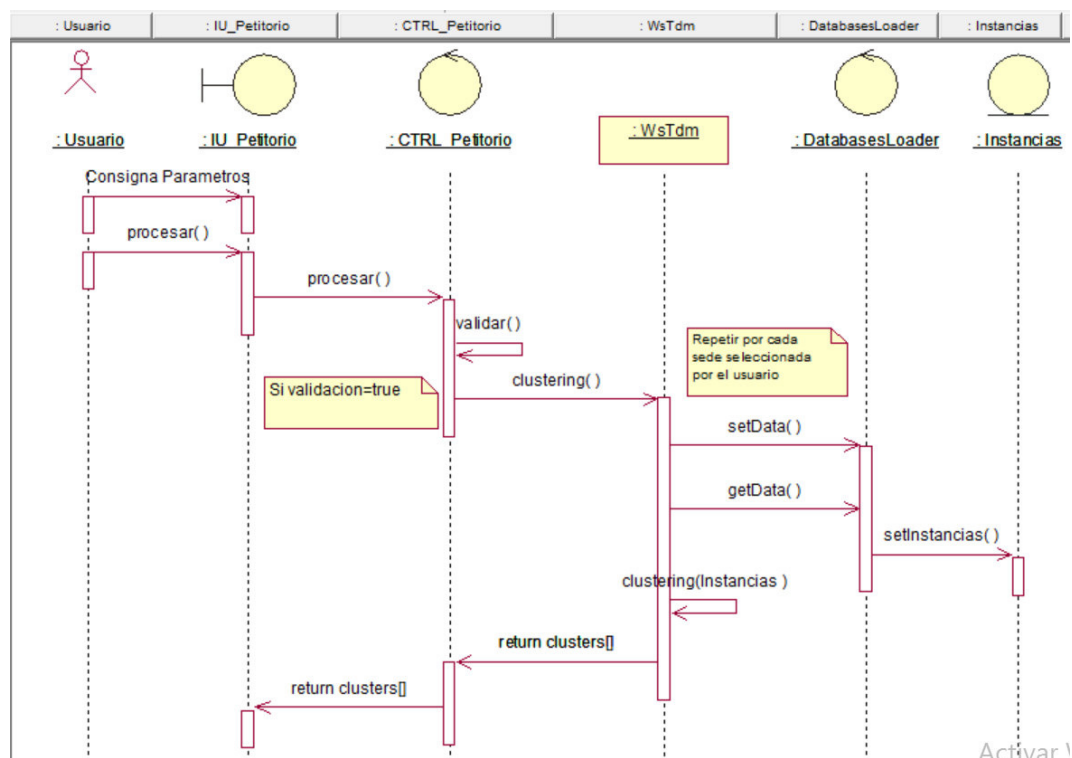 : Usuario
: IU_Petitorio
: CTRL_Petitorio
: WsTdm
: DatabasesLoader
: Instancias
: Usuario
: IU_Petitorio
: CTRL_Petitorio
: WsTdm
: DatabasesLoader
: Instancias
Consigna Parametros
procesar( )
procesar( )
validar( )
Repetir por cada
sede seleccionada
por el usuario
Si validacion=true
clustering( )
setData( )
getData( )
setInstancias( )
clustering(Instancias )
return clusters[]
return clusters[]
Activar